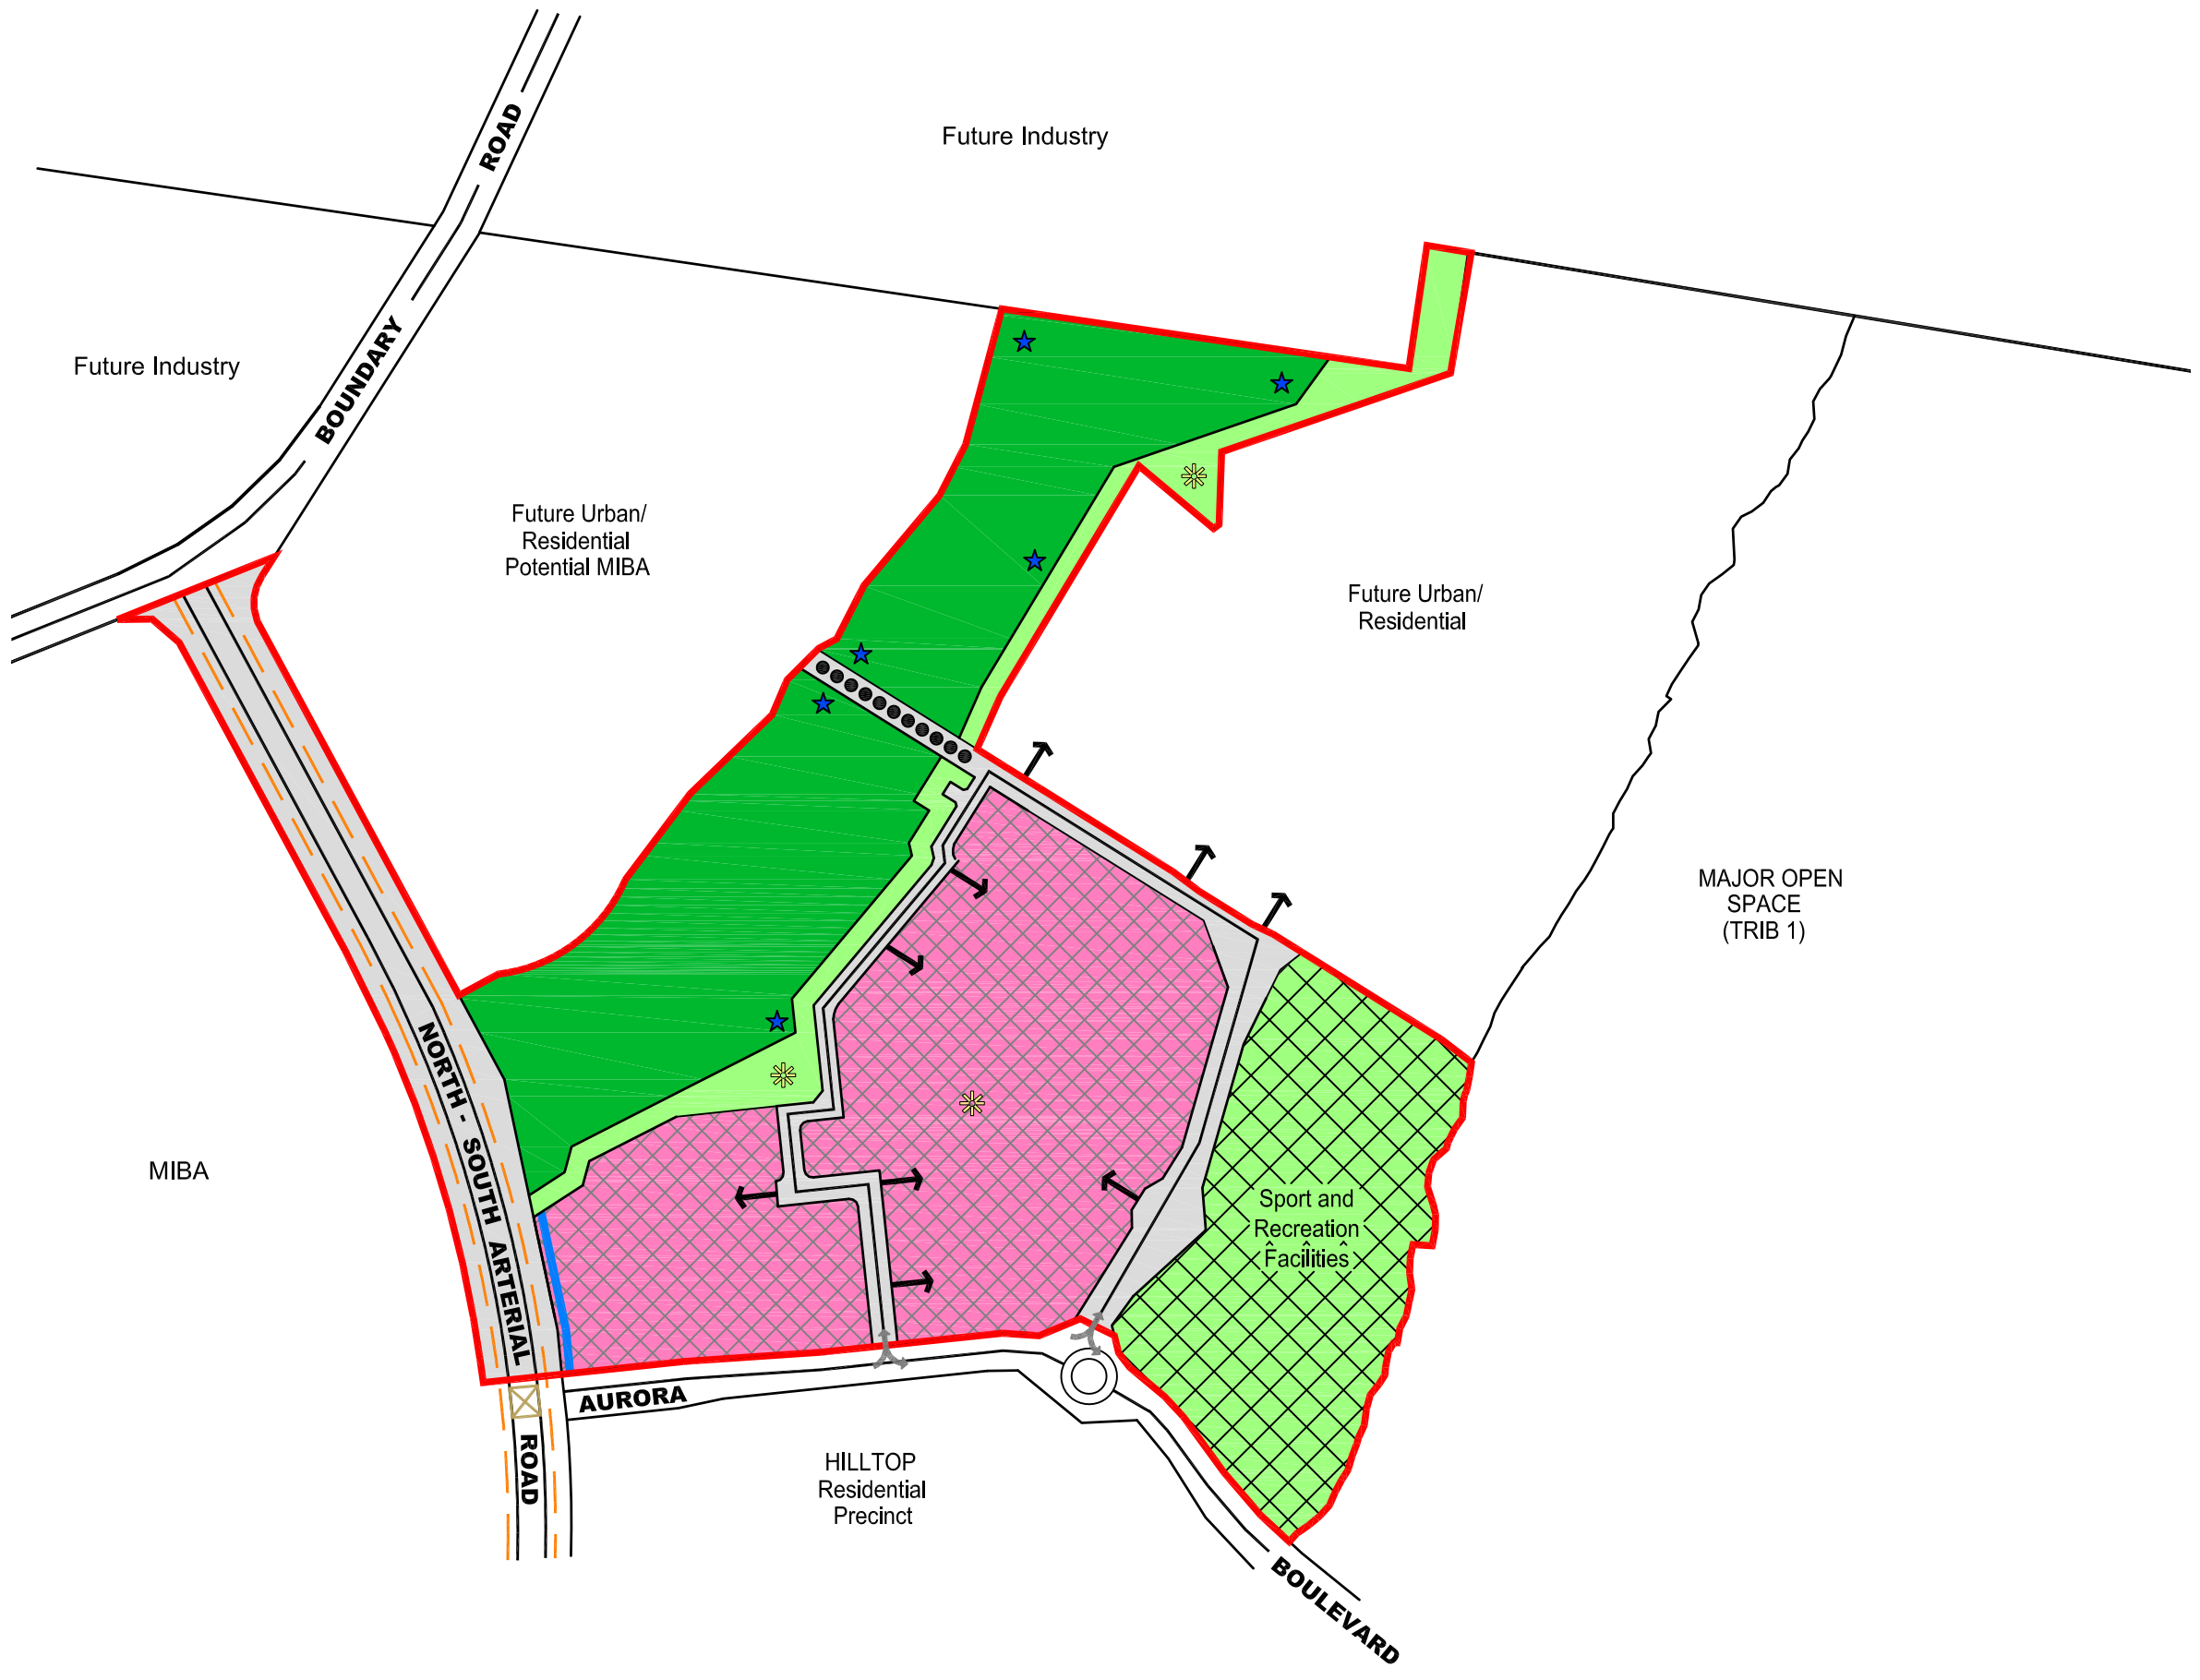 ROAD
Future Industry
BOUNDARY
Future Industry
Future Urban/
Residential
Potential MIBA
Future Urban/
Residential
MAJOR OPEN
SPACE
(TRIB 1)
NORTH - SOUTH ARTERIAL
MIBA
Sport and
Recreation
Facilities
AURORA
ROAD
HILLTOP
Residential
Precinct
BOULEVARD